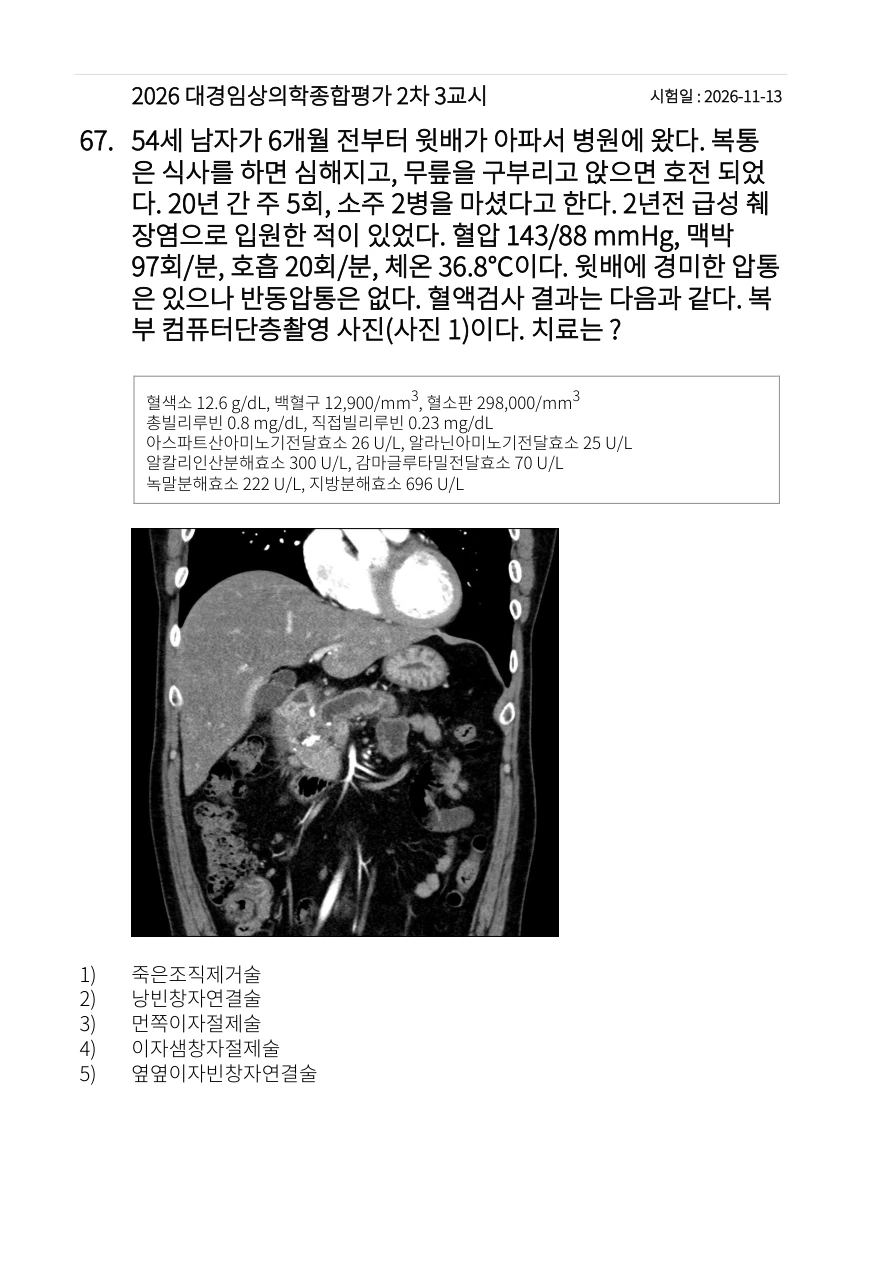 2026 대경임상의학종합평가 2차 3교시
시험일 : 2026-11-13
67. 54세 남자가 6개월 전부터 윗배가 아파서 병원에 왔다. 복통
은 식사를 하면 심해지고, 무릎을 구부리고 앉으면 호전 되었
다. 20년 간 주 5회, 소주 2병을 마셨다고 한다. 2년전 급성 췌
장염으로 입원한 적이 있었다. 혈압 143/88 mmHg, 맥박
97회/분, 호흡 20회/분, 체온 36.8℃이다. 윗배에 경미한 압통
은 있으나 반동압통은 없다. 혈액검사 결과는 다음과 같다. 복
부 컴퓨터단층촬영 사진(사진 1)이다. 치료는 ?
혈색소 12.6 g/dL, 백혈구 12,900/mm³, 혈소판 298,000/mm³
총빌리루빈 0.8 mg/dL, 직접빌리루빈 0.23 mg/dL
아스파트산아미노기전달효소 26 U/L, 알라닌아미노기전달효소 25 U/L
알칼리인산분해효소 300 U/L, 감마글루타밀전달효소 70 U/L
녹말분해효소 222 U/L, 지방분해효소 696 U/L
1) 죽은조직제거술
2) 낭빈창자연결술
3) 먼쪽이자절제술
4) 이자샘창자절제술
5) 옆옆이자빈창자연결술